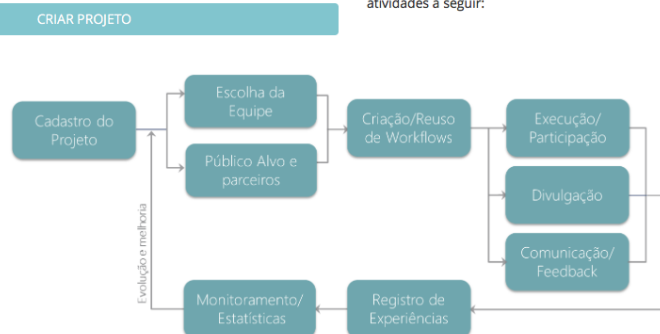 atividades a seguir:
CRIAR PROJETO
Cadastro do
Projeto
Escolha da
Equipe
Público Alvo e
parceiros
Criação/Reuso
de Workflows
Execução/
Participação
Divulgação
Comunicação/
Feedback
Evolução e melhoria
Monitoramento/
Estatísticas
Registro de
Experiências